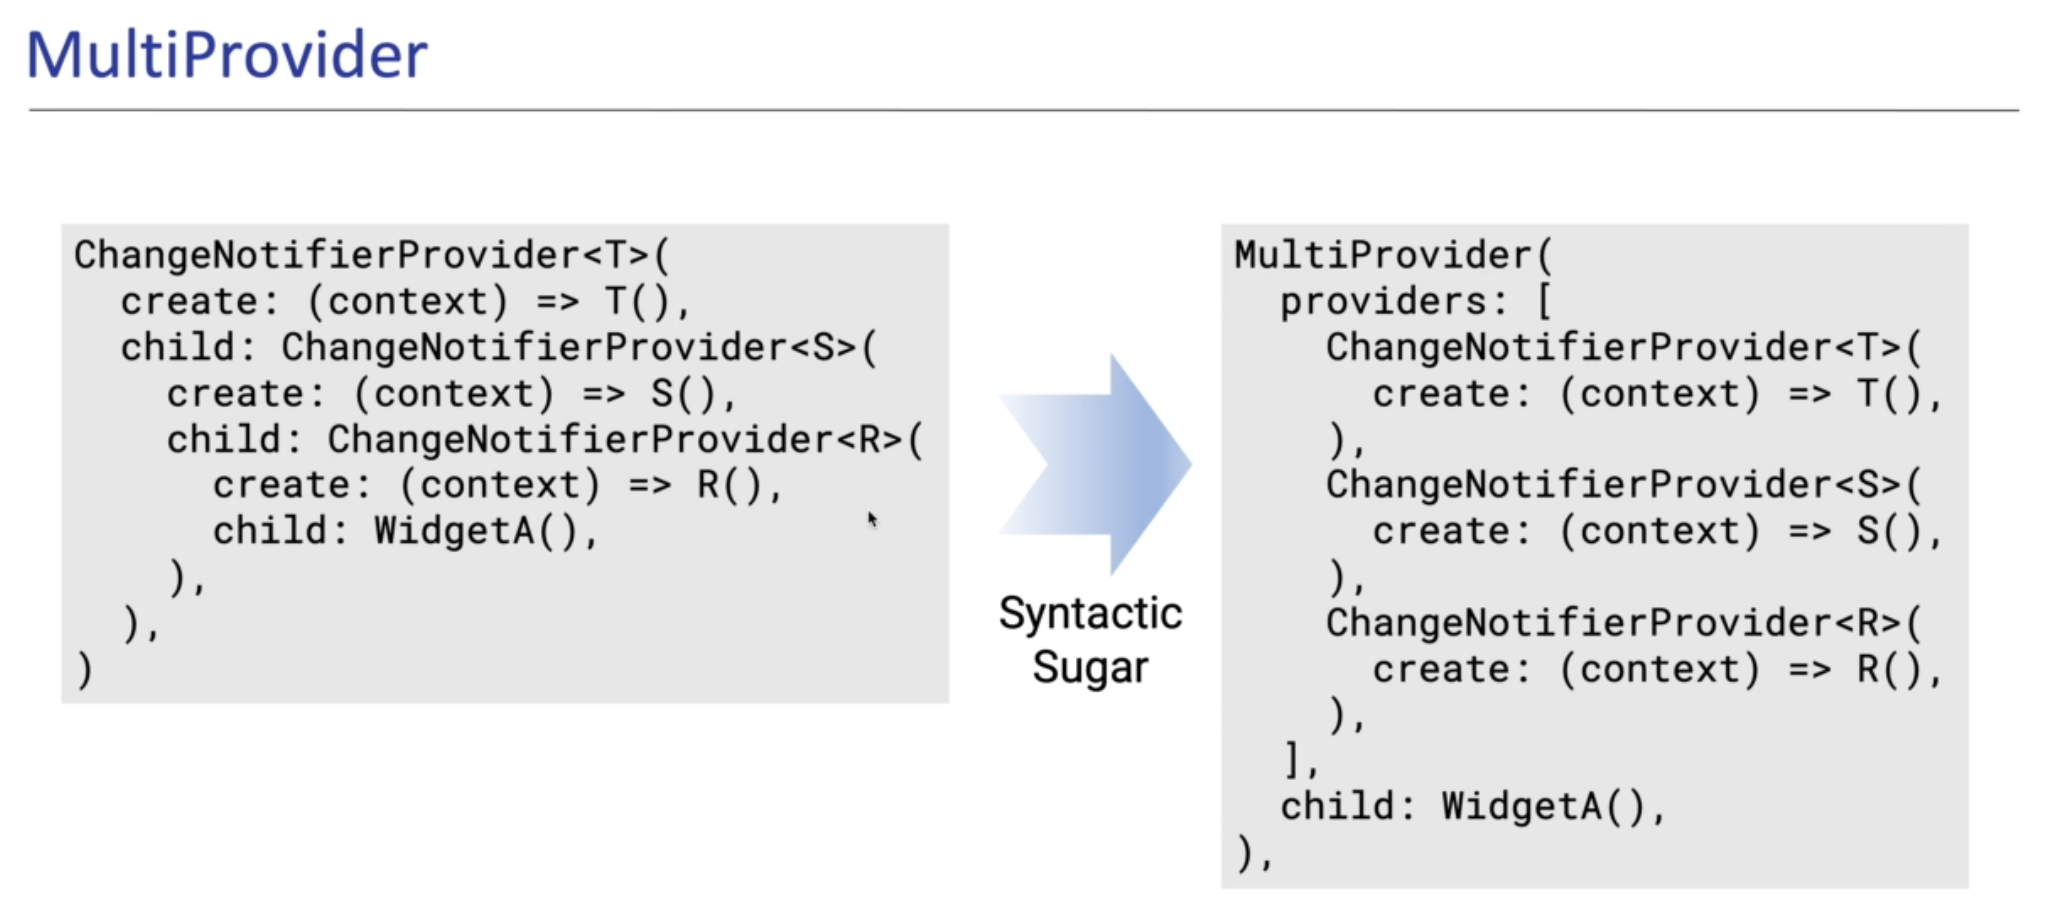 MultiProvider
ChangeNotifierProvider<T>(
  create: (context) => T(),
  child: ChangeNotifierProvider<S>(
    create: (context) => S(),
    child: ChangeNotifierProvider<R>(
      create: (context) => R(),
      child: WidgetA(),
    ),
  ),
)
Syntactic
Sugar
MultiProvider(
  providers: [
    ChangeNotifierProvider<T>(
      create: (context) => T(),
    ),
    ChangeNotifierProvider<S>(
      create: (context) => S(),
    ),
    ChangeNotifierProvider<R>(
      create: (context) => R(),
    ),
  ],
  child: WidgetA(),
),